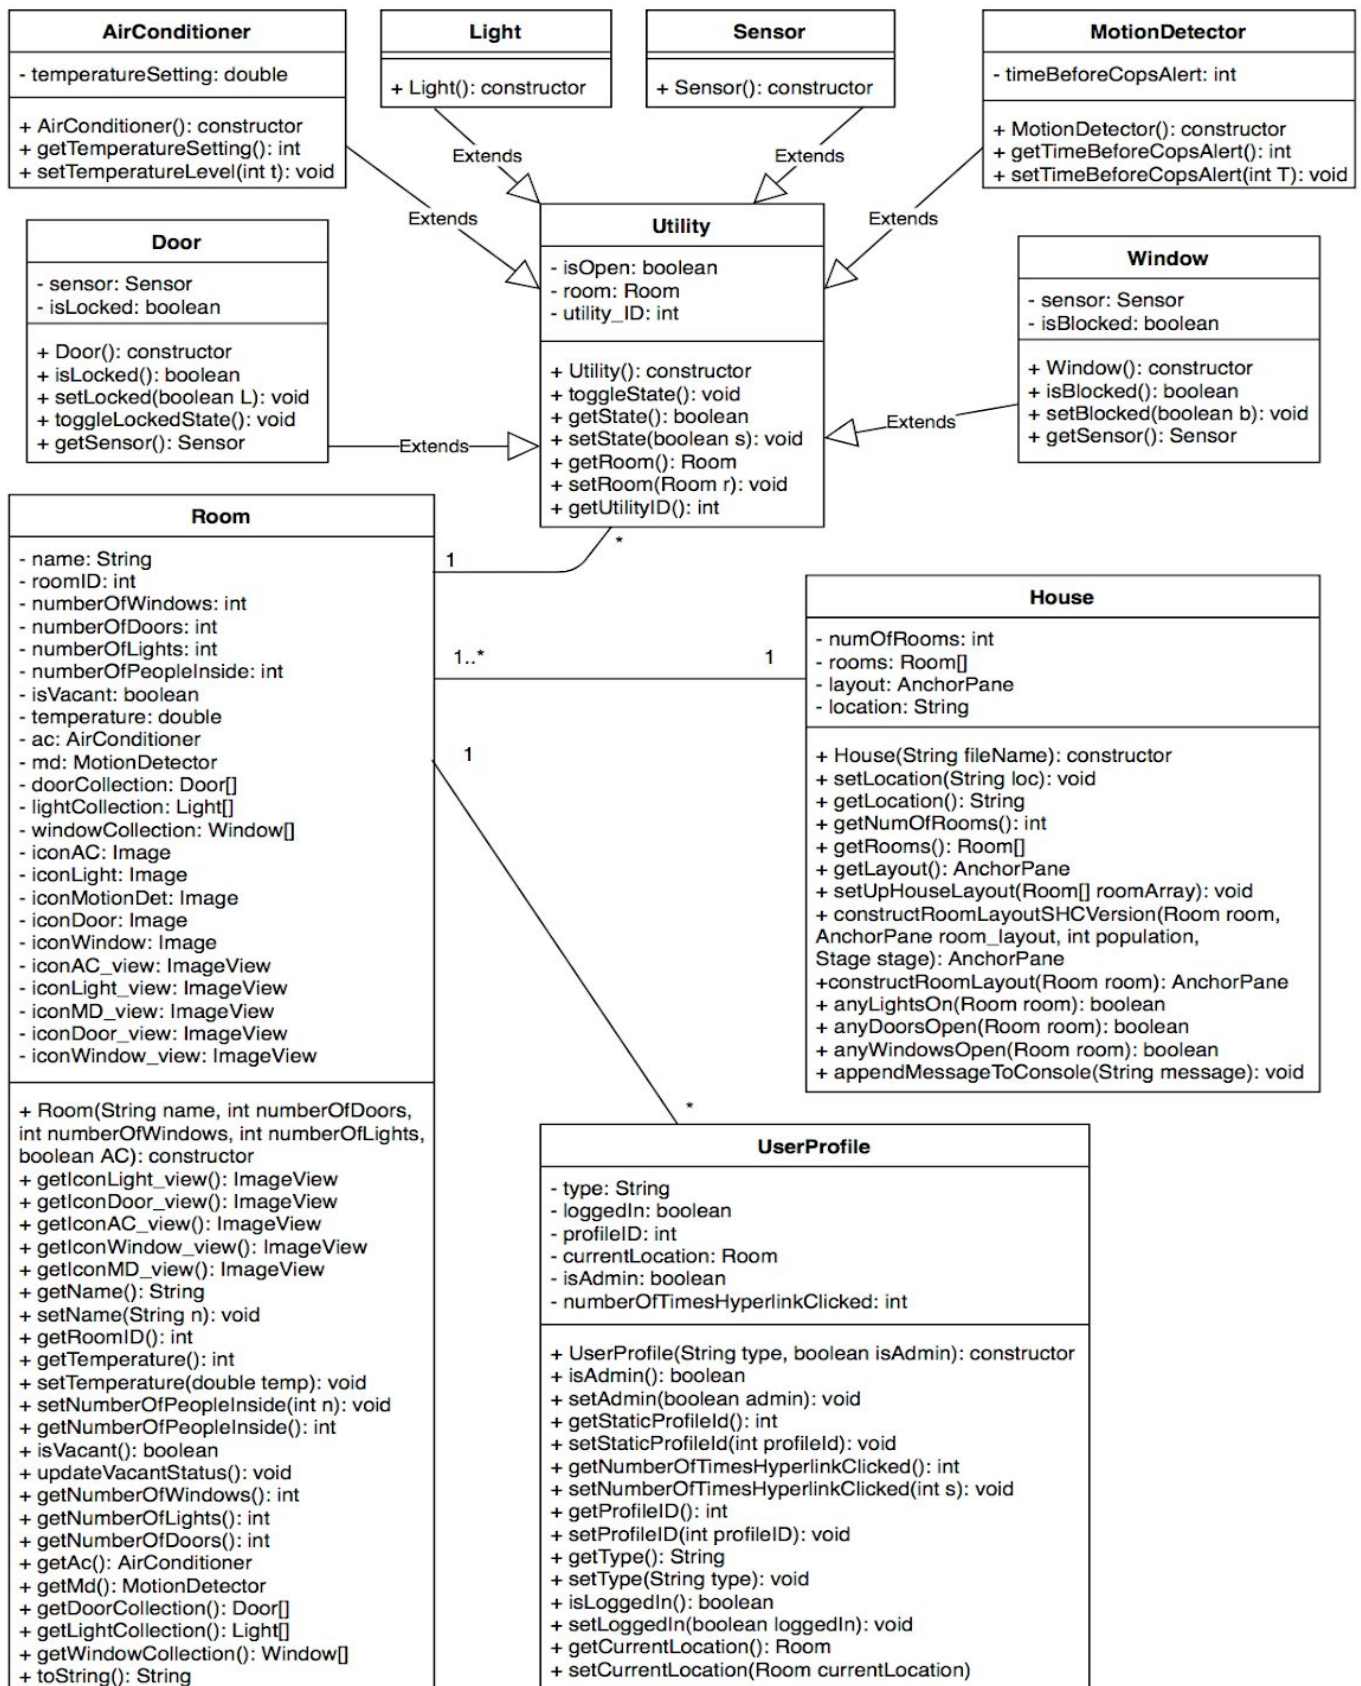 AirConditioner
- temperatureSetting: double
+ AirConditioner(): constructor
+ getTemperatureSetting(): int
+ setTemperatureLevel(int t): void
Light
+ Light(): constructor
Sensor
+ Sensor(): constructor
MotionDetector
- timeBeforeCopsAlert: int
+ MotionDetector(): constructor
+ getTimeBeforeCopsAlert(): int
+ setTimeBeforeCopsAlert(int T): void
Extends
Extends
Extends
Extends
Door
- sensor: Sensor
- isLocked: boolean
+ Door(): constructor
+ isLocked(): boolean
+ setLocked(boolean L): void
+ toggleLockedState(): void
+ getSensor(): Sensor
Extends
Utility
- isOpen: boolean
- room: Room
- utility_ID: int
+ Utility(): constructor
+ toggleState(): void
+ getState(): boolean
+ setState(boolean s): void
+ getRoom(): Room
+ setRoom(Room r): void
+ getUtilityID(): int
Extends
Window
- sensor: Sensor
- isBlocked: boolean
+ Window(): constructor
+ isBlocked(): boolean
+ setBlocked(boolean b): void
+ getSensor(): Sensor
Room
- name: String
- roomID: int
- numberOfWindows: int
- numberOfDoors: int
- numberOfLights: int
- numberOfPeopleInside: int
- isVacant: boolean
- temperature: double
- ac: AirConditioner
- md: MotionDetector
- doorCollection: Door[]
- lightCollection: Light[]
- windowCollection: Window[]
- iconAC: Image
- iconLight: Image
- iconMotionDet: Image
- iconDoor: Image
- iconWindow: Image
- iconAC_view: ImageView
- iconLight_view: ImageView
- iconMD_view: ImageView
- iconDoor_view: ImageView
- iconWindow_view: ImageView
+ Room(String name, int numberOfDoors,
int numberOfWindows, int numberOfLights,
boolean AC): constructor
+ getIconLight_view(): ImageView
+ getIconDoor_view(): ImageView
+ getIconAC_view(): ImageView
+ getIconWindow_view(): ImageView
+ getIconMD_view(): ImageView
+ getName(): String
+ setName(String n): void
+ getRoomID(): int
+ getTemperature(): int
+ setTemperature(double temp): void
+ setNumberOfPeopleInside(int n): void
+ getNumberOfPeopleInside(): int
+ isVacant(): boolean
+ updateVacantStatus(): void
+ getNumberOfWindows(): int
+ getNumberOfLights(): int
+ getNumberOfDoors(): int
+ getAc(): AirConditioner
+ getMd(): MotionDetector
+ getDoorCollection(): Door[]
+ getLightCollection(): Light[]
+ getWindowCollection(): Window[]
+ toString(): String
1
*
1..*
1
1
*
House
- numOfRooms: int
- rooms: Room[]
- layout: AnchorPane
- location: String
+ House(String fileName): constructor
+ setLocation(String loc): void
+ getLocation(): String
+ getNumOfRooms(): int
+ getRooms(): Room[]
+ getLayout(): AnchorPane
+ setUpHouseLayout(Room[] roomArray): void
+ constructRoomLayoutSHCVersion(Room room,
AnchorPane room_layout, int population,
Stage stage): AnchorPane
+constructRoomLayout(Room room): AnchorPane
+ anyLightsOn(Room room): boolean
+ anyDoorsOpen(Room room): boolean
+ anyWindowsOpen(Room room): boolean
+ appendMessageToConsole(String message): void
UserProfile
- type: String
- loggedIn: boolean
- profileID: int
- currentLocation: Room
- isAdmin: boolean
- numberOfTimesHyperlinkClicked: int
+ UserProfile(String type, boolean isAdmin): constructor
+ isAdmin(): boolean
+ setAdmin(boolean admin): void
+ getStaticProfileId(): int
+ setStaticProfileId(int profileId): void
+ getNumberOfTimesHyperlinkClicked(): int
+ setNumberOfTimesHyperlinkClicked(int s): void
+ getProfileID(): int
+ setProfileID(int profileID): void
+ getType(): String
+ setType(String type): void
+ isLoggedIn(): boolean
+ setLoggedIn(boolean loggedIn): void
+ getCurrentLocation(): Room
+ setCurrentLocation(Room currentLocation)